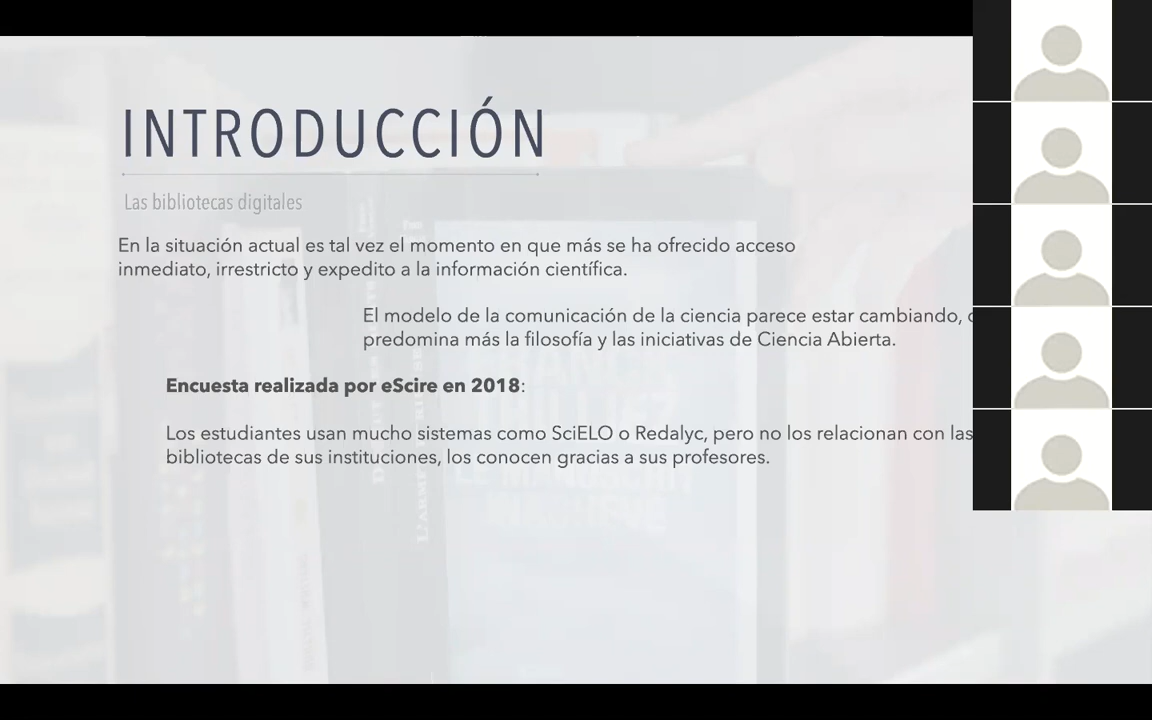 INTRODUCCIÓN
Las bibliotecas digitales
En la situación actual es tal vez el momento en que más se ha ofrecido acceso
inmediato, irrestricto y expedito a la información científica.
El modelo de la comunicación de la ciencia parece estar cambiando,
predomina más la filosofía y las iniciativas de Ciencia Abierta.
Encuesta realizada por eScire en 2018:
Los estudiantes usan mucho sistemas como SciELO o Redalyc, pero no los relacionan con las
bibliotecas de sus instituciones, los conocen gracias a sus profesores.